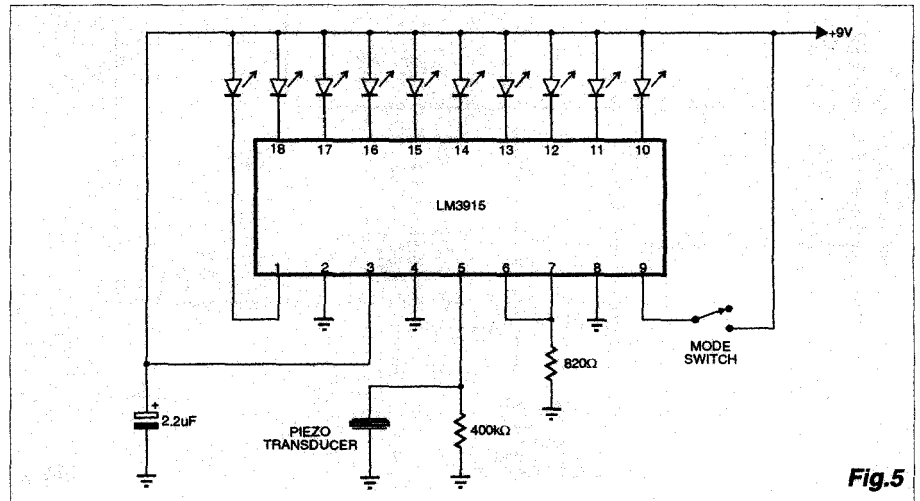 +9V
18 17 16 15 14 13 12 11 10
LM3915
1 2 3 4 5 6 7 8 9
MODE
SWITCH
820Ω
+
2.2uF
PIEZO
TRANSDUCER
400kΩ
Fig.5